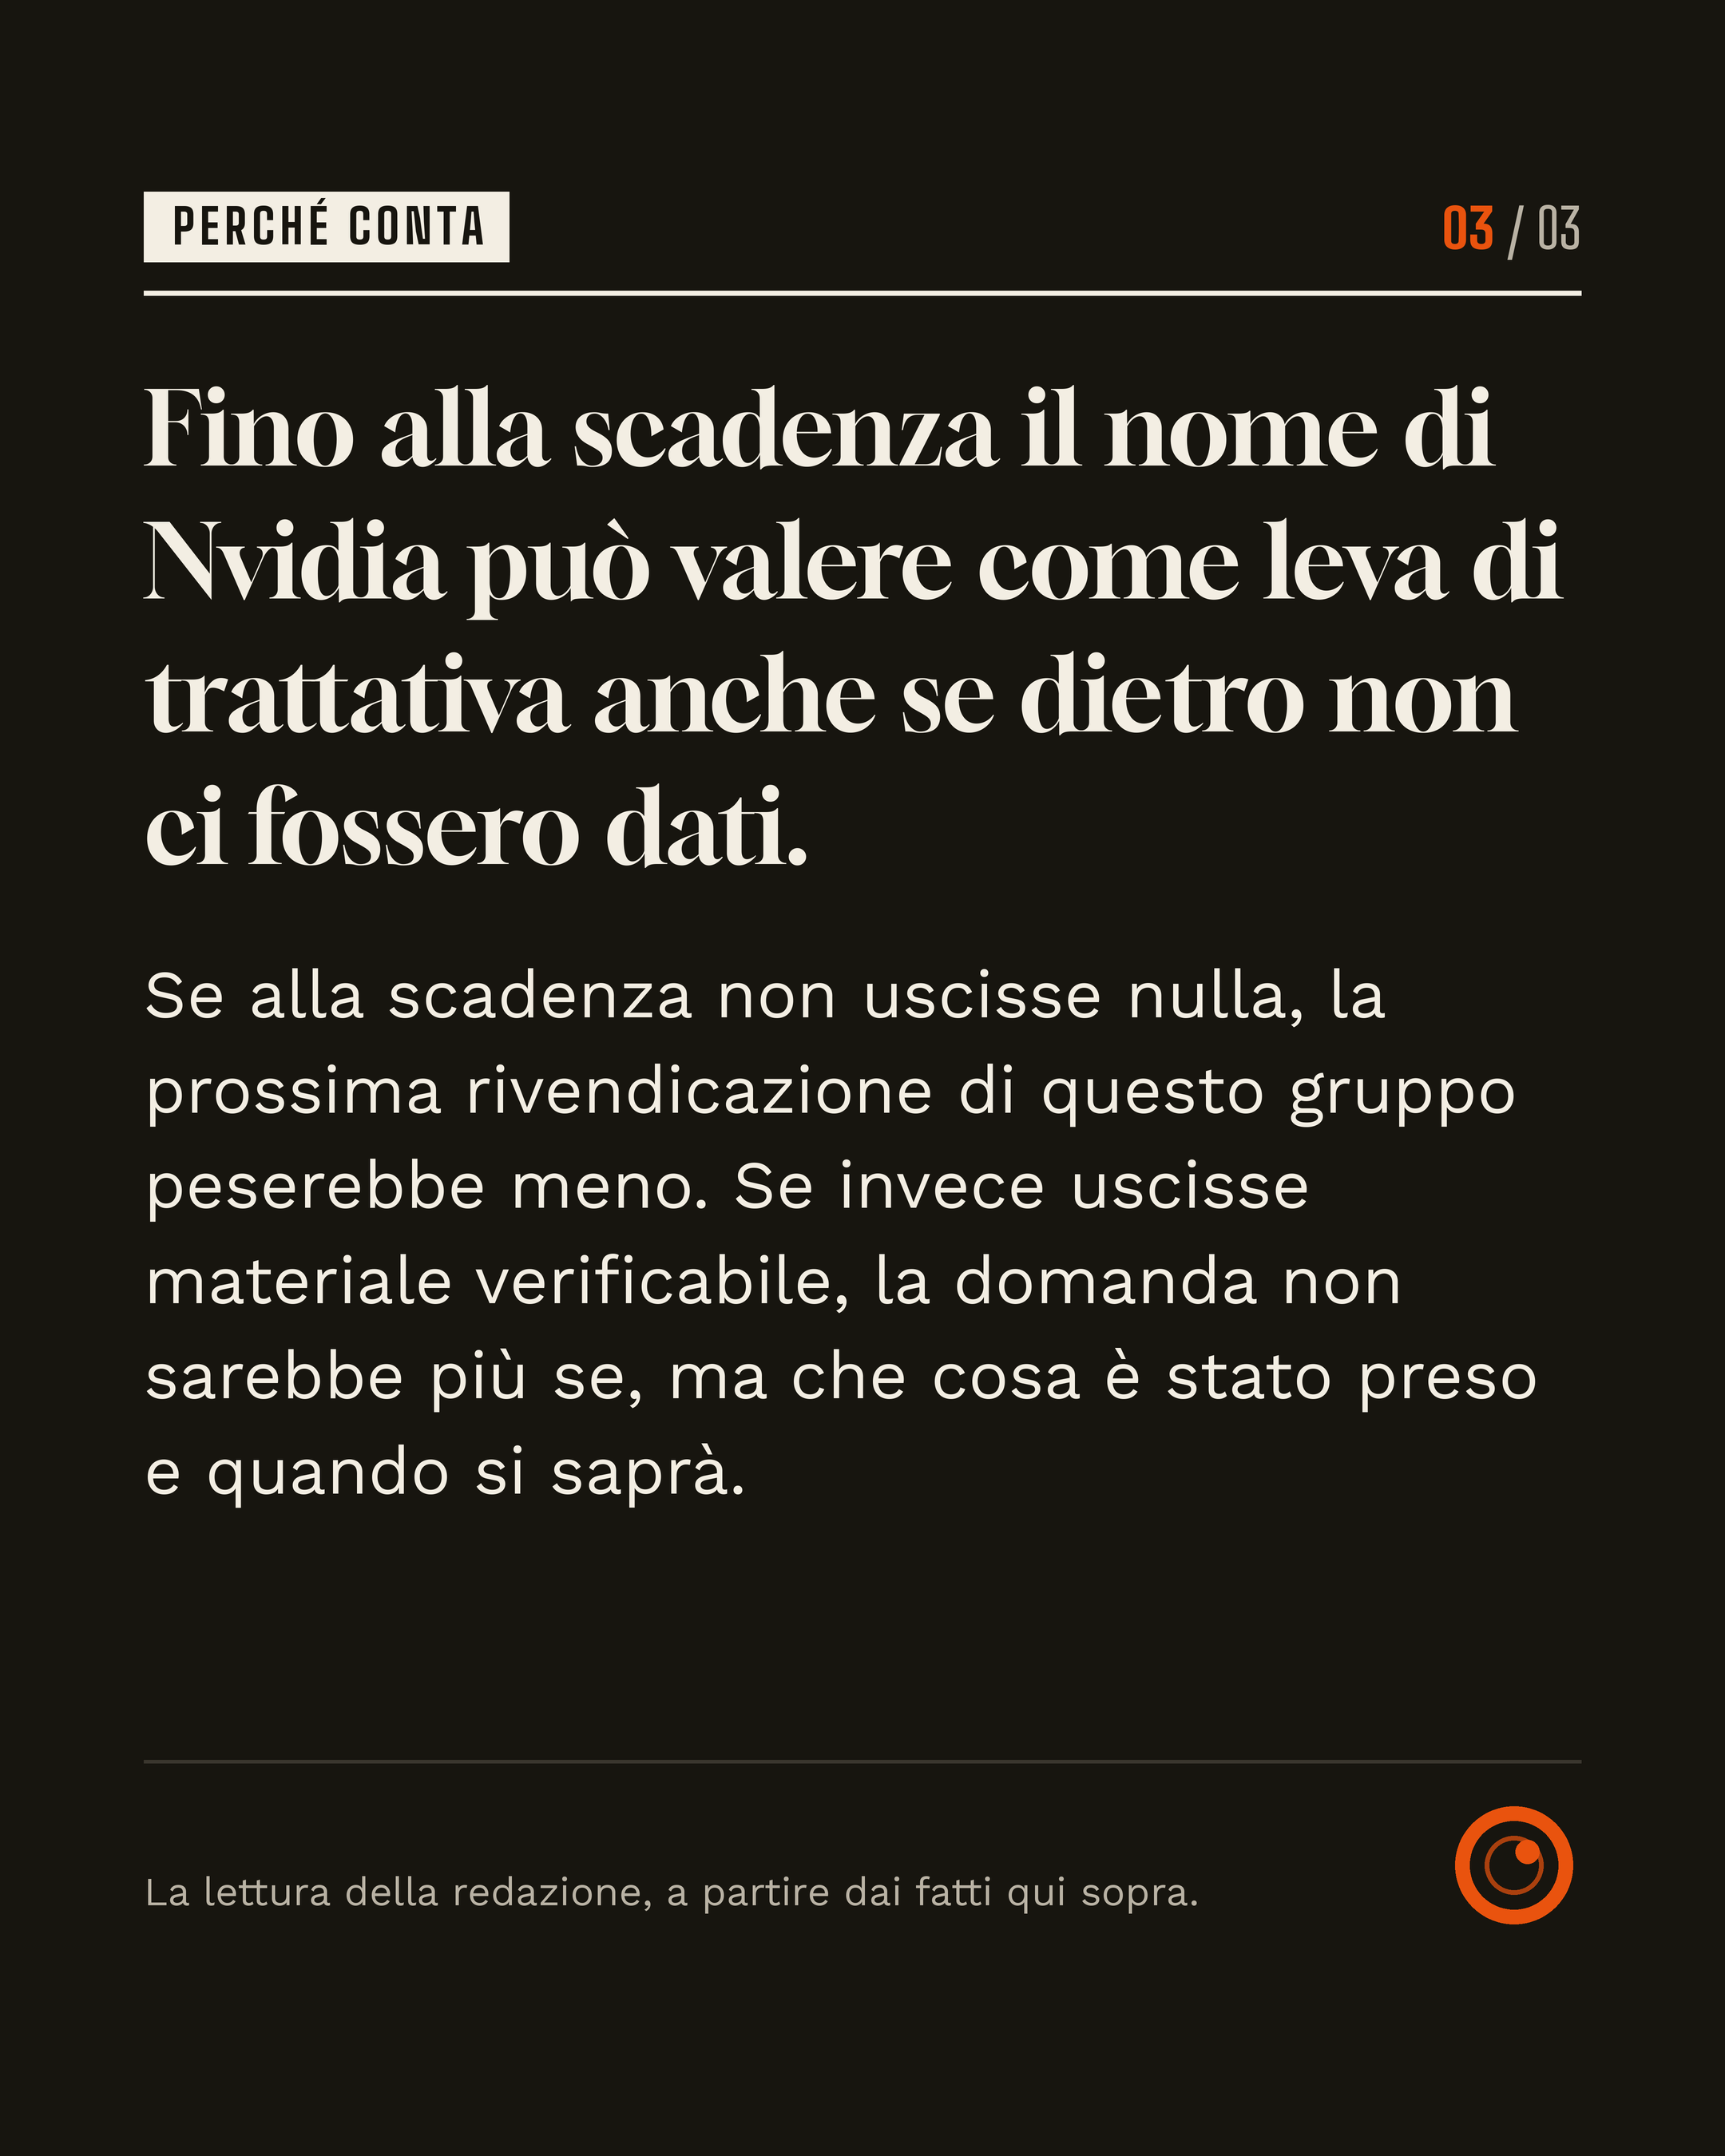 PERCHÉ CONTA
03 / 03
Fino alla scadenza il nome di
Nvidia può valere come leva di
trattativa anche se dietro non
ci fossero dati.
Se alla scadenza non uscisse nulla, la
prossima rivendicazione di questo gruppo
peserebbe meno. Se invece uscisse
materiale verificabile, la domanda non
sarebbe più se, ma che cosa è stato preso
e quando si saprà.
La lettura della redazione, a partire dai fatti qui sopra.